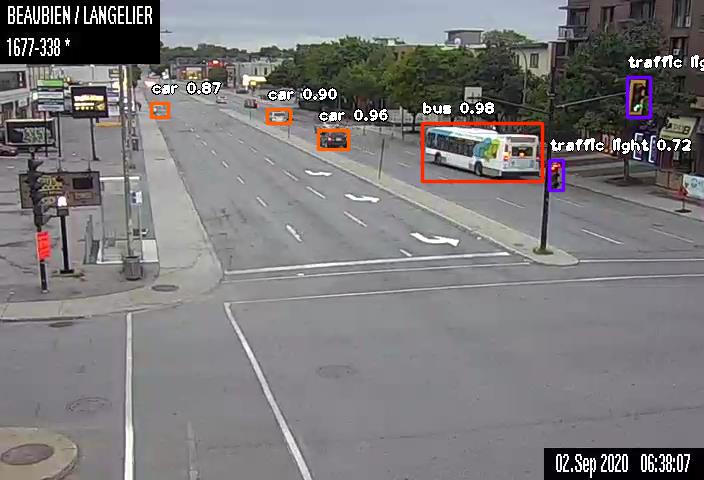 BEAUBIEN / LANGELIER
1677-338 *
traffic lig
car 0.87
car 0.90
car 0.96
bus 0.98
traffic light 0.72
02.Sep 2020 06:38:07